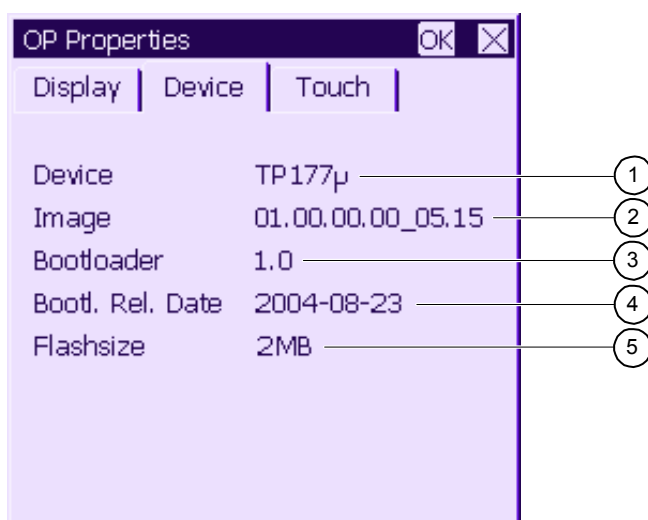 OP Properties OK
Display Device Touch
Device TP177µ 1
Image 01.00.00.00_05.15 2
Bootloader 1.0 3
Bootl. Rel. Date 2004-08-23 4
Flashsize 2MB 5